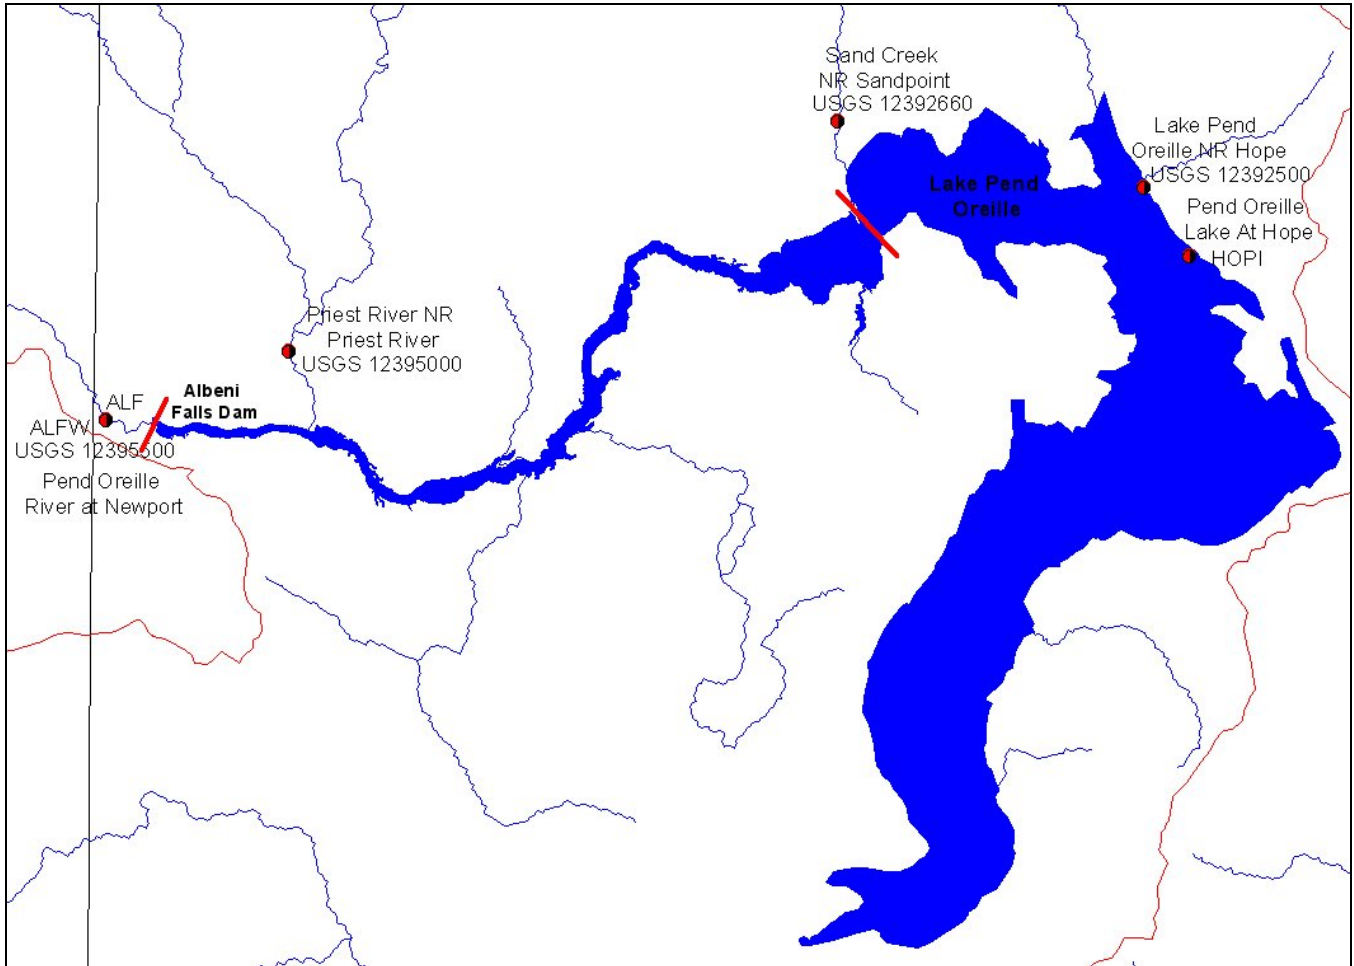 Sand Creek
NR Sandpoint
USGS 12392660
Lake Pend
Oreille NR Hope
USGS 12392500
Lake Pend
Oreille
Pend Oreille
Lake At Hope
HOPI
Priest River NR
Priest River
USGS 12395000
Albeni
Falls Dam
ALF
ALFW
USGS 12395500
Pend Oreille
River at Newport